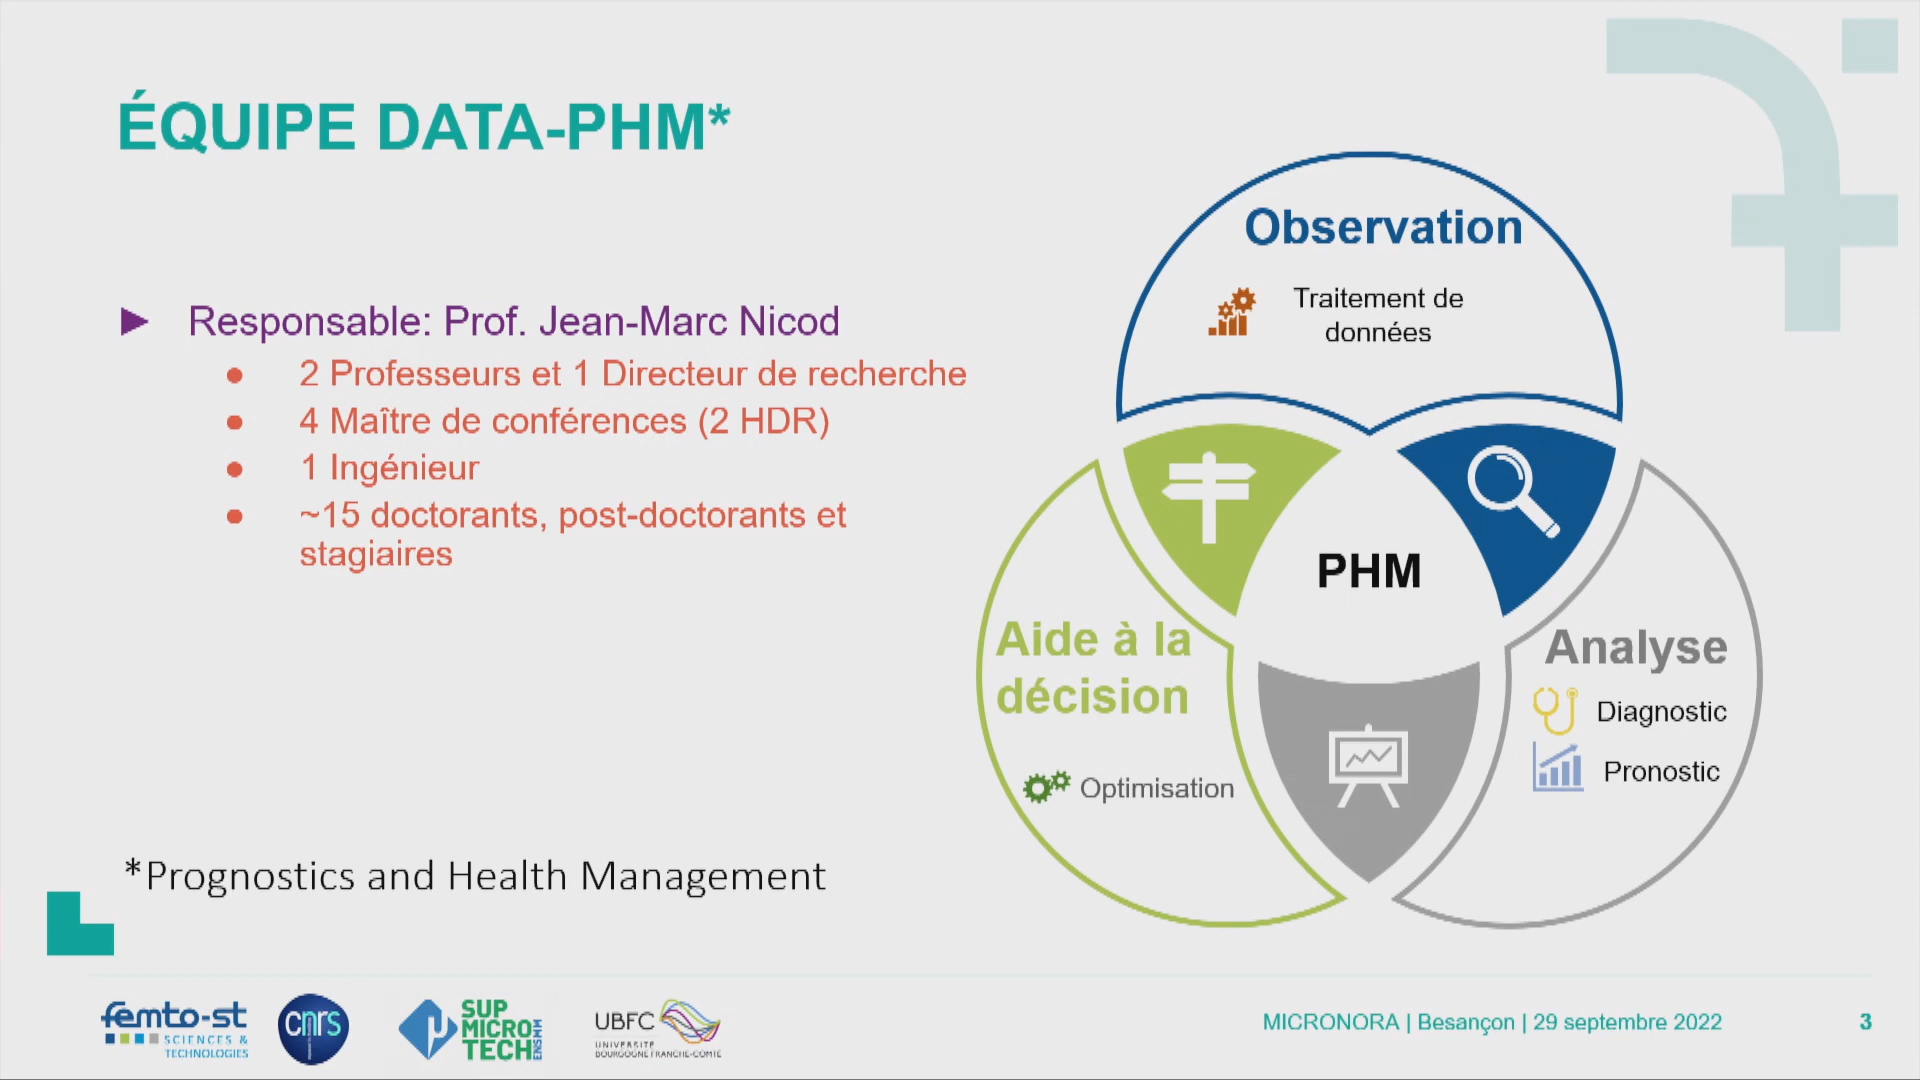 ÉQUIPE DATA-PHM*
► Responsable: Prof. Jean-Marc Nicod
● 2 Professeurs et 1 Directeur de recherche
● 4 Maître de conférences (2 HDR)
● 1 Ingénieur
● ~15 doctorants, post-doctorants et
stagiaires
*Prognostics and Health Management
Observation
Traitement de
données
PHM
Aide à la
décision
Optimisation
Analyse
Diagnostic
Pronostic
femto-st
SCIENCES &
TECHNOLOGIES
cnrs
SUP
MICRO
TECH
ENSMM
UBFC
UNIVERSITE
BOURGOGNE FRANCHE-COMTE
MICRONORA | Besançon | 29 septembre 2022
3